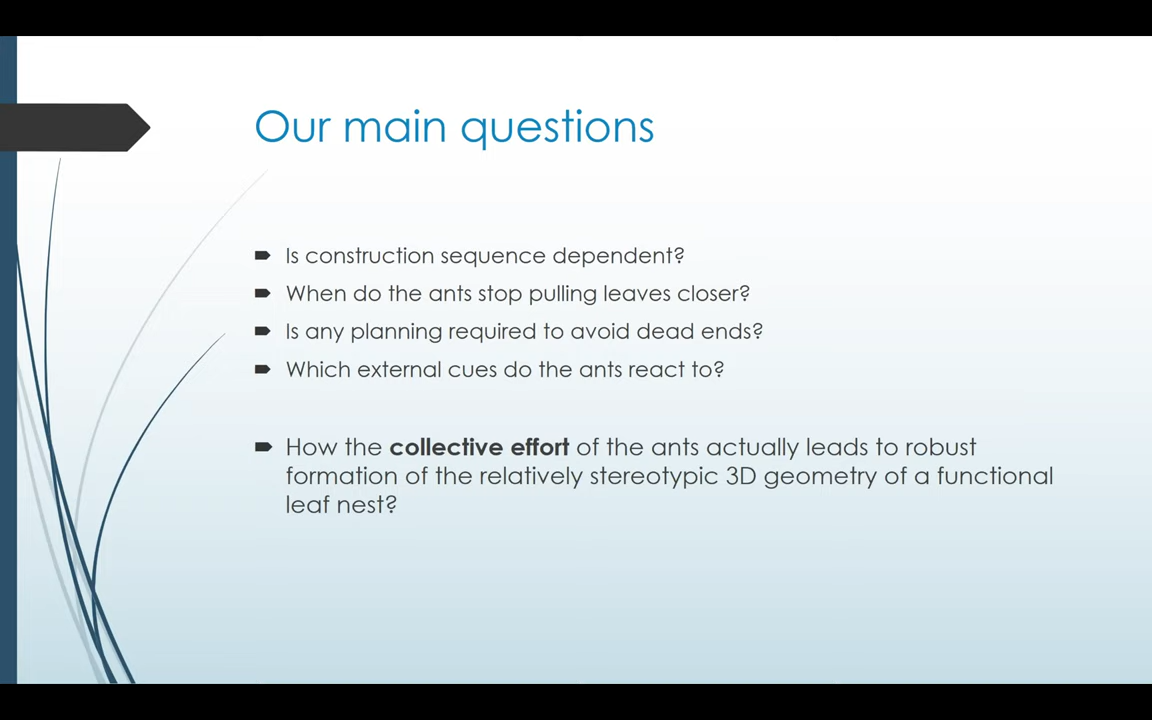 Our main questions
Is construction sequence dependent?
When do the ants stop pulling leaves closer?
Is any planning required to avoid dead ends?
Which external cues do the ants react to?
How the collective effort of the ants actually leads to robust
formation of the relatively stereotypic 3D geometry of a functional
leaf nest?